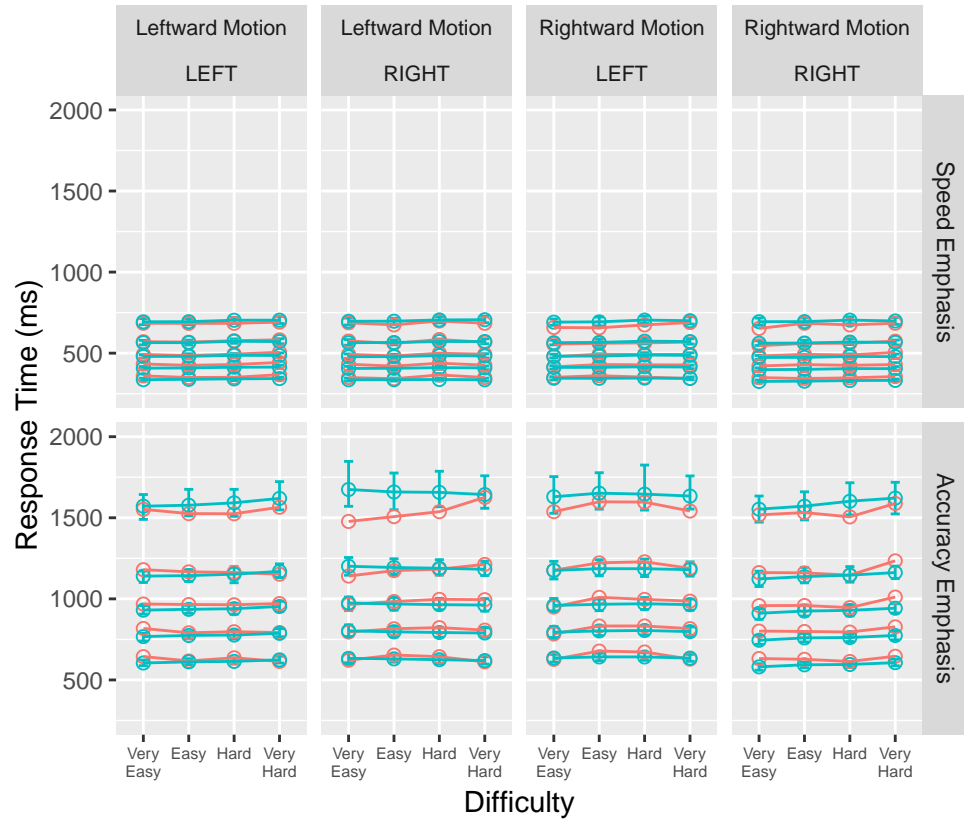 Leftward Motion
LEFT
Leftward Motion
RIGHT
Rightward Motion
LEFT
Rightward Motion
RIGHT
Response Time (ms)
2000
1500
1000
500
Speed Emphasis
2000
1500
1000
500
Accuracy Emphasis
Very Easy Easy Hard Very Hard
Very Easy Easy Hard Very Hard
Very Easy Easy Hard Very Hard
Very Easy Easy Hard Very Hard
Difficulty